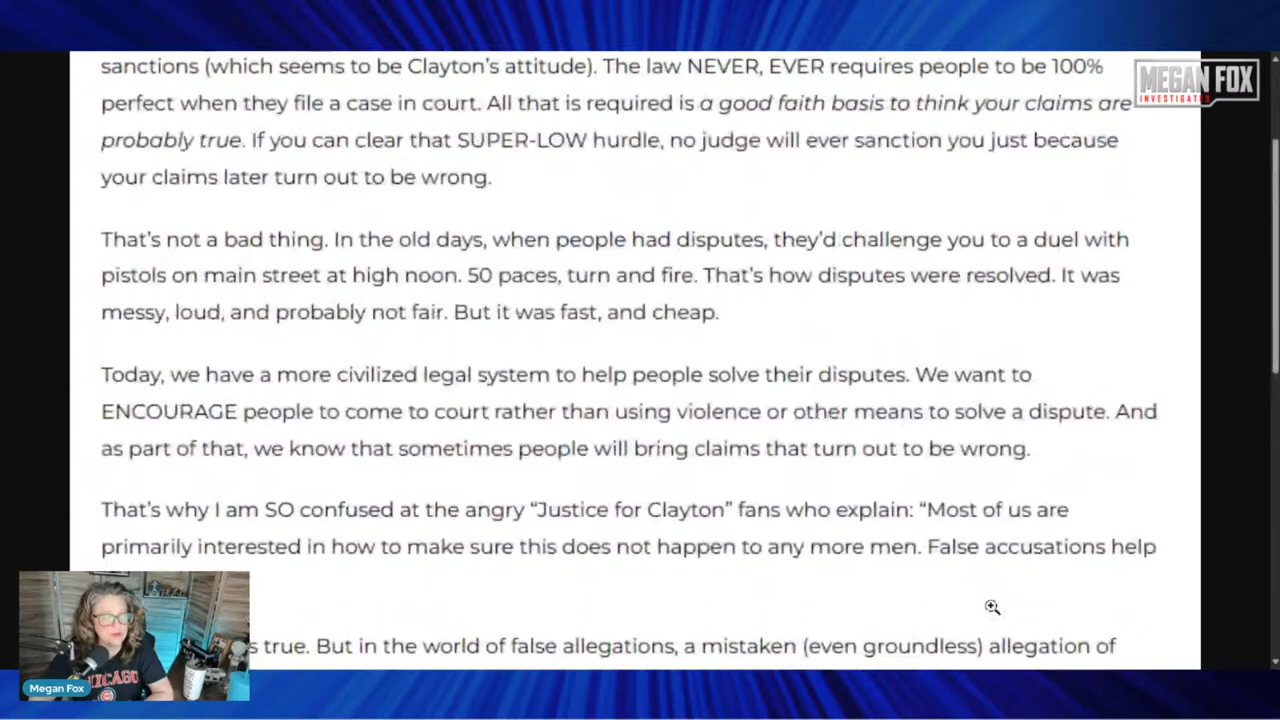 sanctions (which seems to be Clayton's attitude). The law NEVER, EVER requires people to be 100%
MEGAN FOX
INVESTIGATES
perfect when they file a case in court. All that is required is a good faith basis to think your claims are
probably true. If you can clear that SUPER-LOW hurdle, no judge will ever sanction you just because
your claims later turn out to be wrong.
That's not a bad thing. In the old days, when people had disputes, they'd challenge you to a duel with
pistols on main street at high noon. 50 paces, turn and fire. That's how disputes were resolved. It was
messy, loud, and probably not fair. But it was fast, and cheap.
Today, we have a more civilized legal system to help people solve their disputes. We want to
ENCOURAGE people to come to court rather than using violence or other means to solve a dispute. And
as part of that, we know that sometimes people will bring claims that turn out to be wrong.
That's why I am SO confused at the angry "Justice for Clayton" fans who explain: "Most of us are
primarily interested in how to make sure this does not happen to any more men. False accusations help
true. But in the world of false allegations, a mistaken (even groundless) allegation of
CHICAGO
Megan Fox